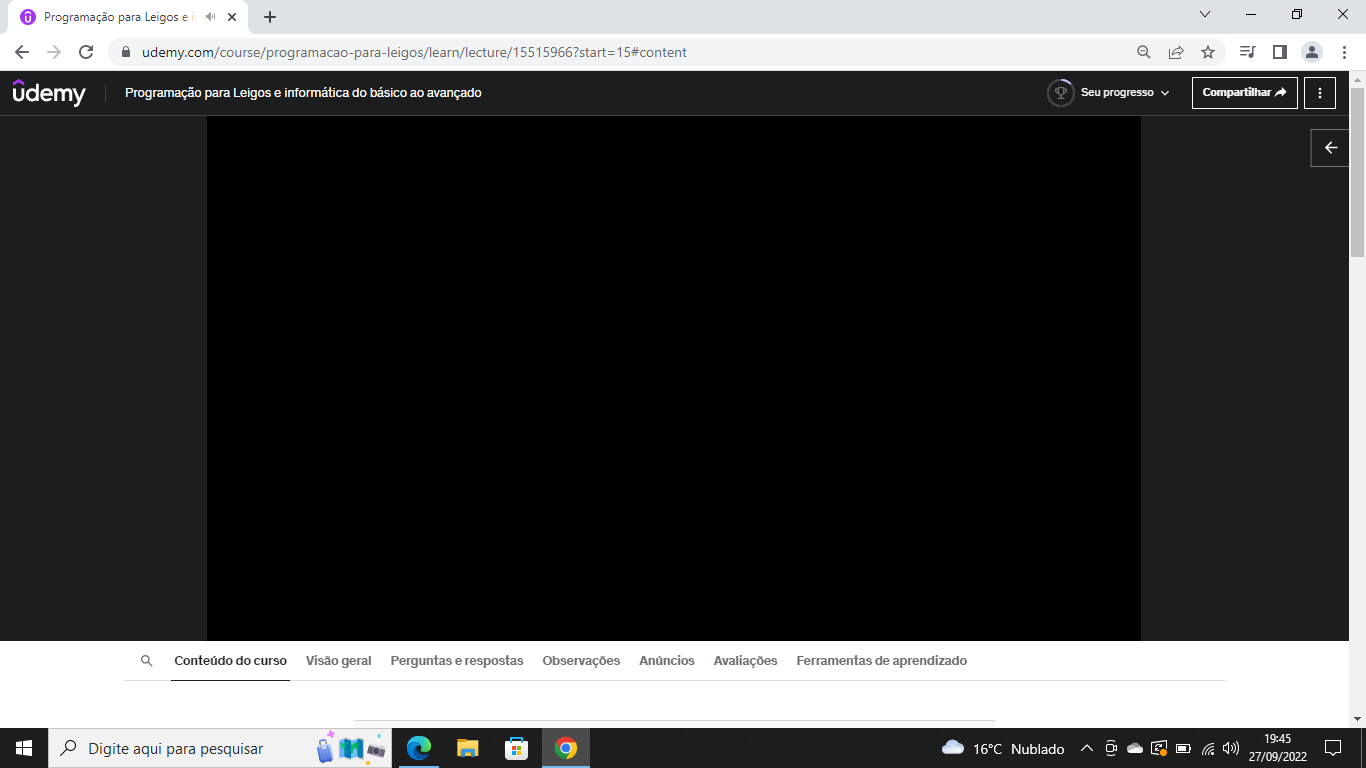 Programação para Leigos e i
udemy.com/course/programacao-para-leigos/learn/lecture/15515966?start=15#content
udemy
Programação para Leigos e informática do básico ao avançado
Seu progresso
Compartilhar
Conteúdo do curso
Visão geral
Perguntas e respostas
Observações
Anúncios
Avaliações
Ferramentas de aprendizado
Digite aqui para pesquisar
16°C Nublado
19:45
27/09/2022